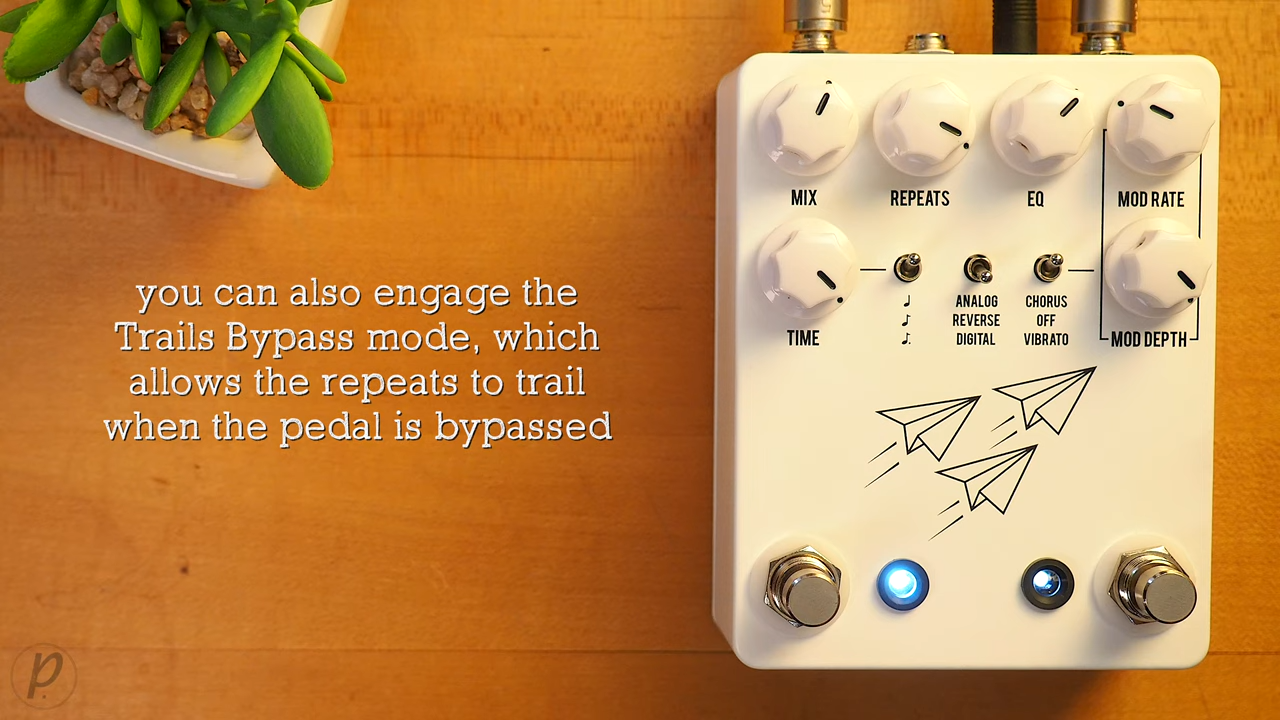 you can also engage the
Trails Bypass mode, which
allows the repeats to trail
when the pedal is bypassed
MIX
REPEATS
EQ
MOD RATE
TIME
ANALOG
REVERSE
DIGITAL
CHORUS
OFF
VIBRATO
MOD DEPTH
p.